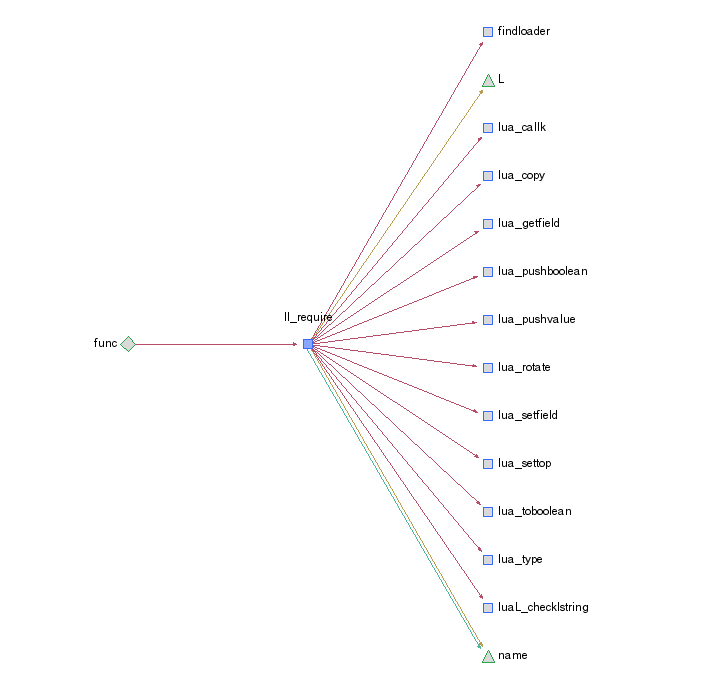 findloader
L
lua_callk
lua_copy
lua_getfield
lua_pushboolean
ll_require
lua_pushvalue
func
lua_rotate
lua_setfield
lua_settop
lua_toboolean
lua_type
luaL_checklstring
name